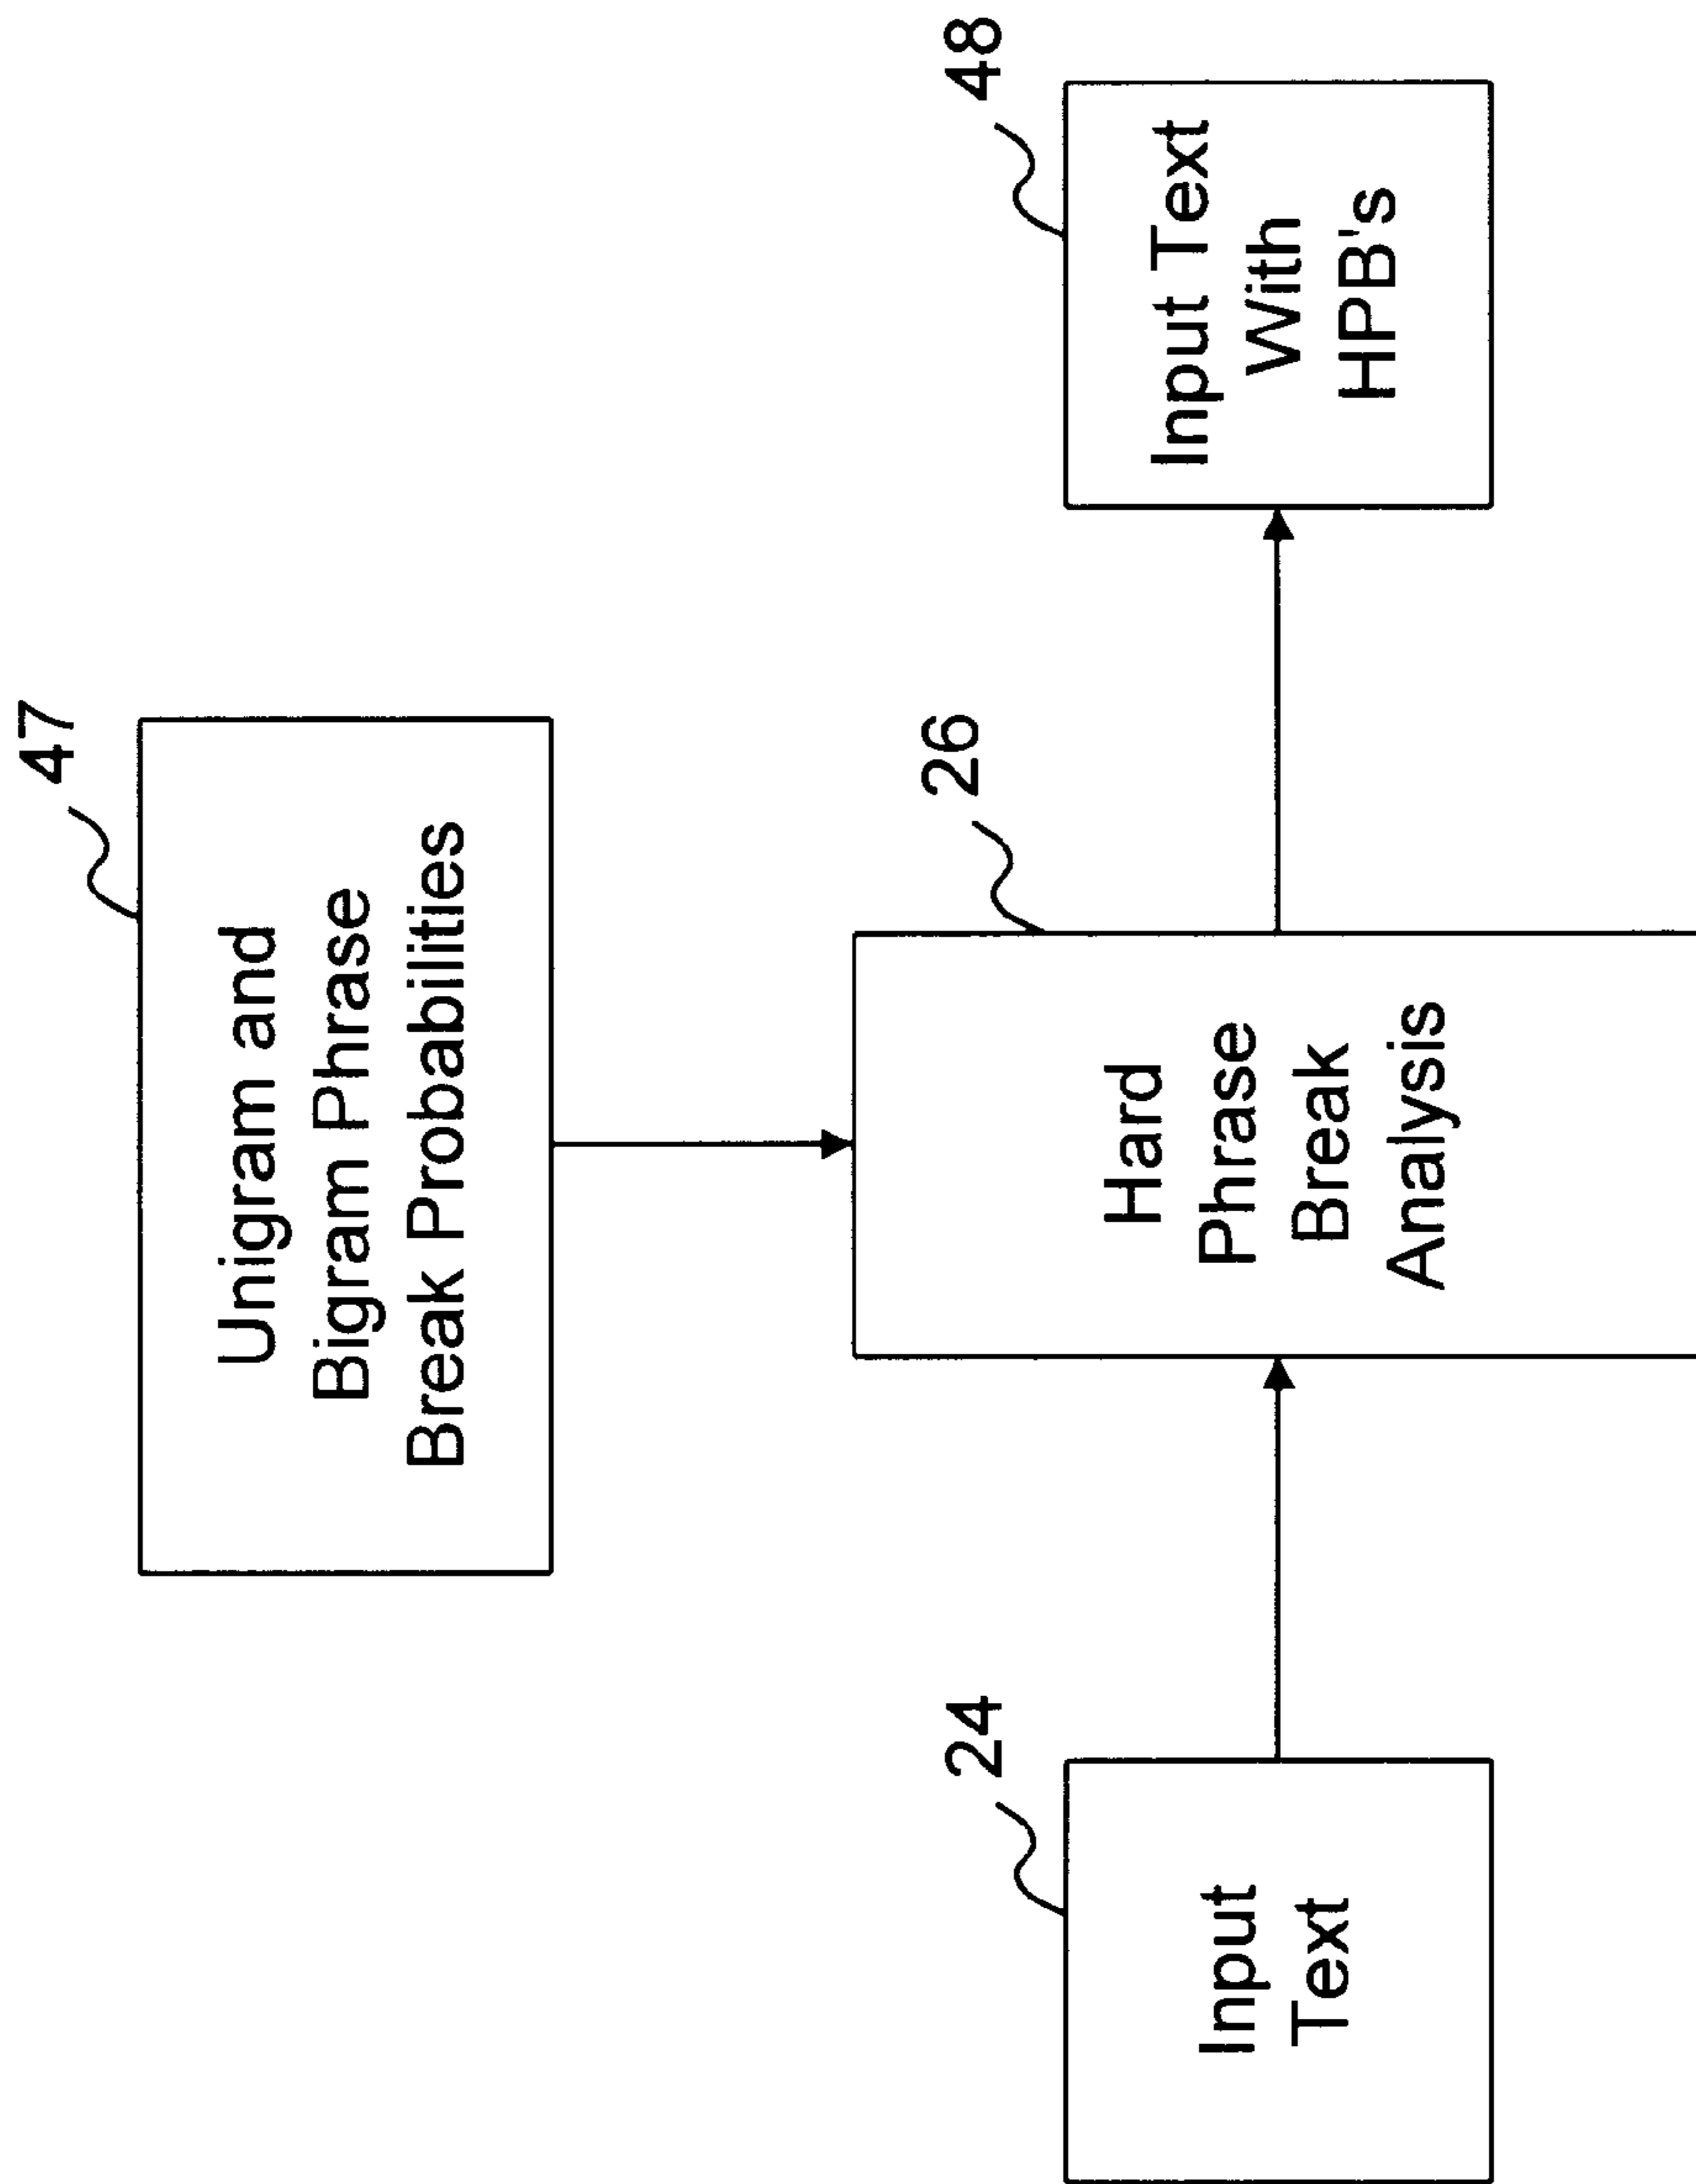 47
Unigram and
Bigram Phrase
Break Probabilities
24
Input
Text
26
Hard
Phrase
Break
Analysis
48
Input Text
With
HPB's